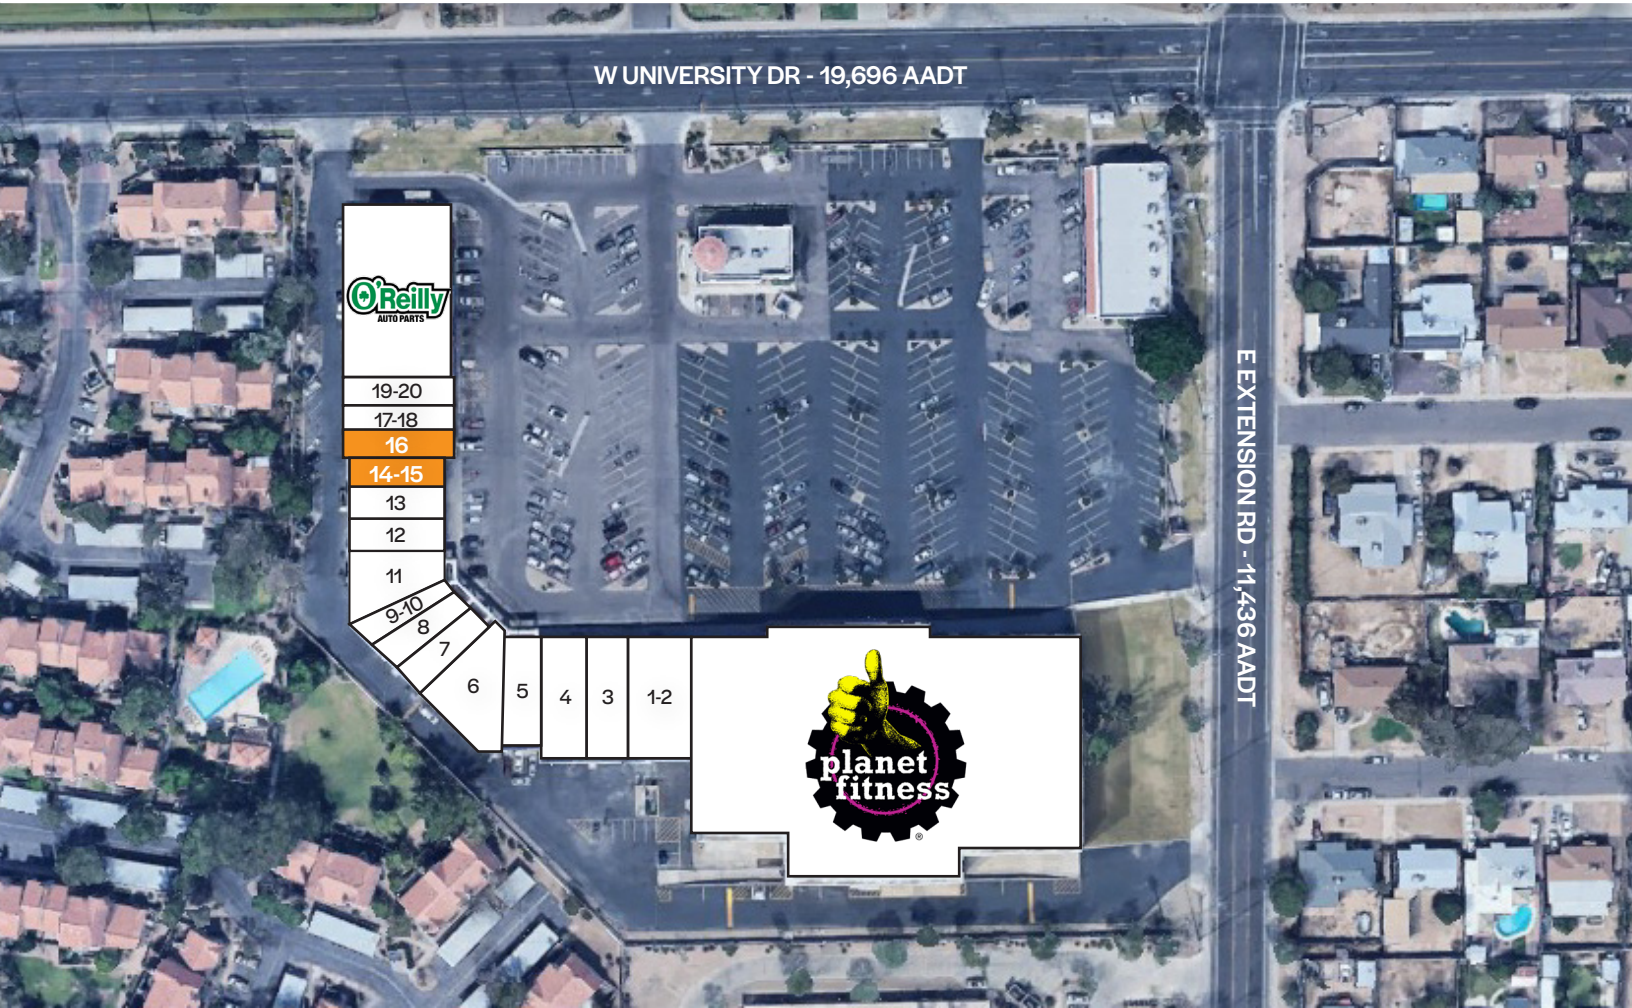 W UNIVERSITY DR - 19,696 AADT
O'Reilly
AUTO PARTS
19-20
17-18
16
14-15
13
12
11
9-10
8
7
6
5
4
3
1-2
planet
fitness
®
E EXTENSION RD - 11,436 AADT